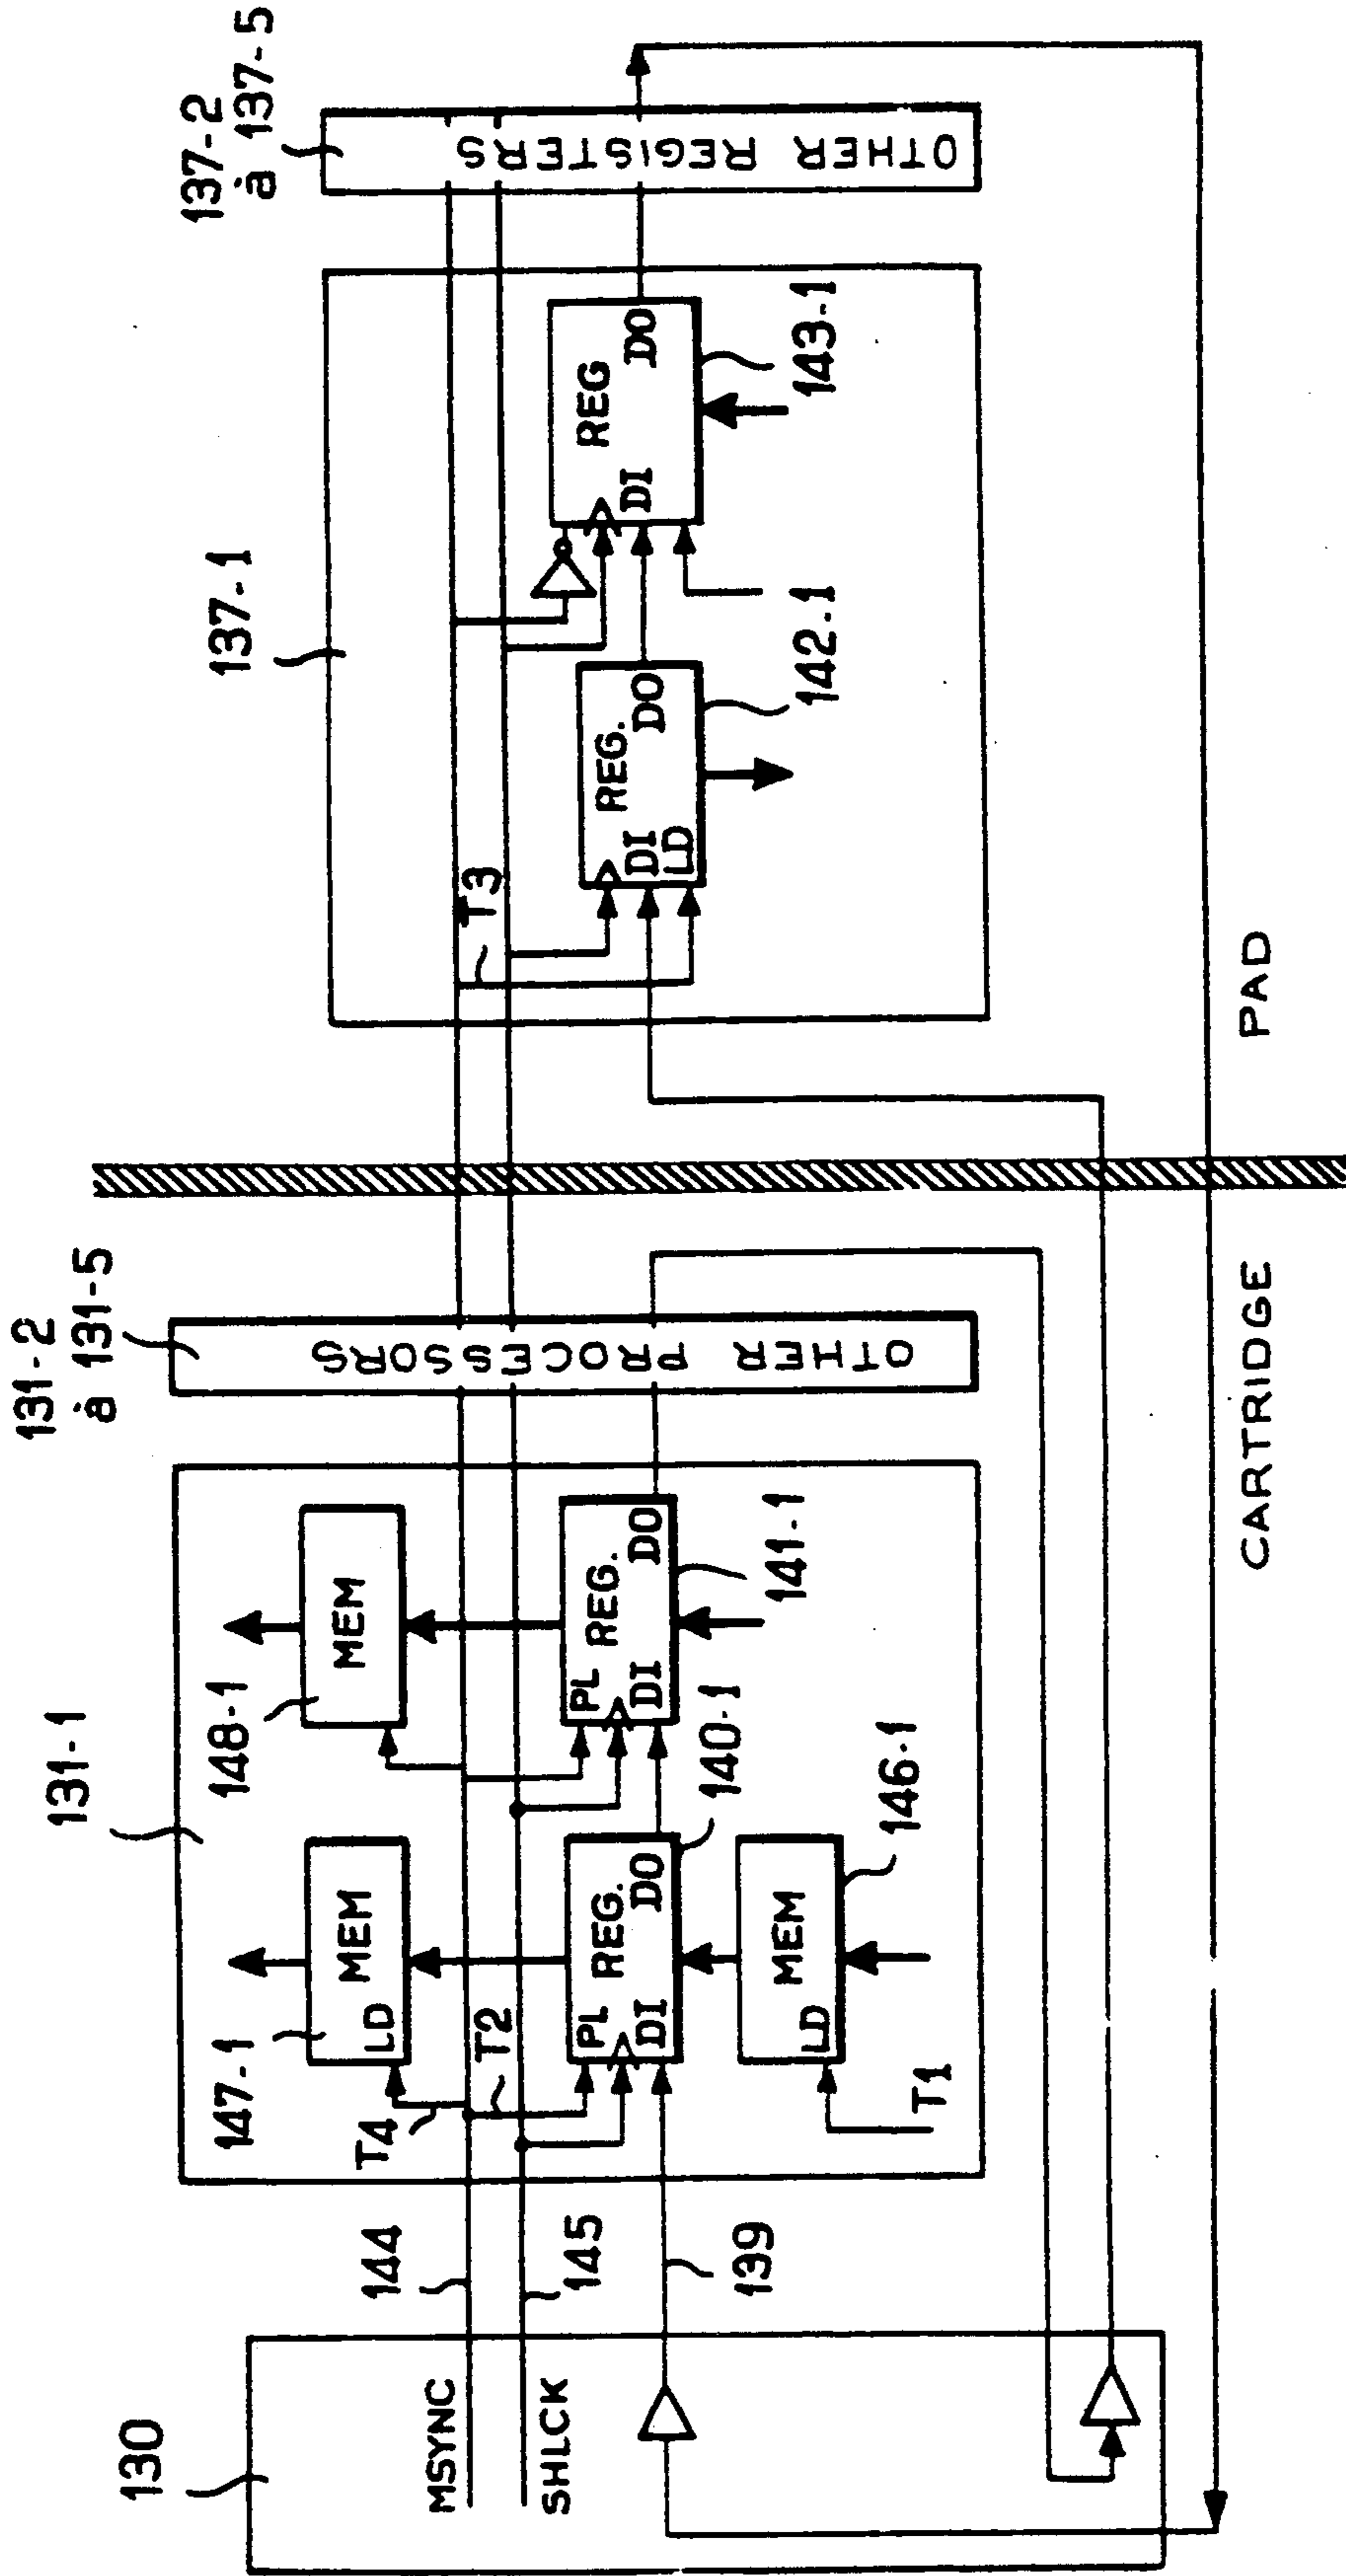 130
MSYNC
SHLCK
144
145
139
131-1
147-1
MEM
LD
T4
T2
PL
REG.
DI
DO
140-1
MEM
LD
146-1
T1
148-1
MEM
PL
REG.
DI
DO
141-1
131-2
à 131-5
OTHER PROCESSORS
CARTRIDGE
PAD
137-1
T3
REG.
DI
DO
LD
142-1
REG
DI
DO
143-1
137-2
à 137-5
OTHER REGISTERS